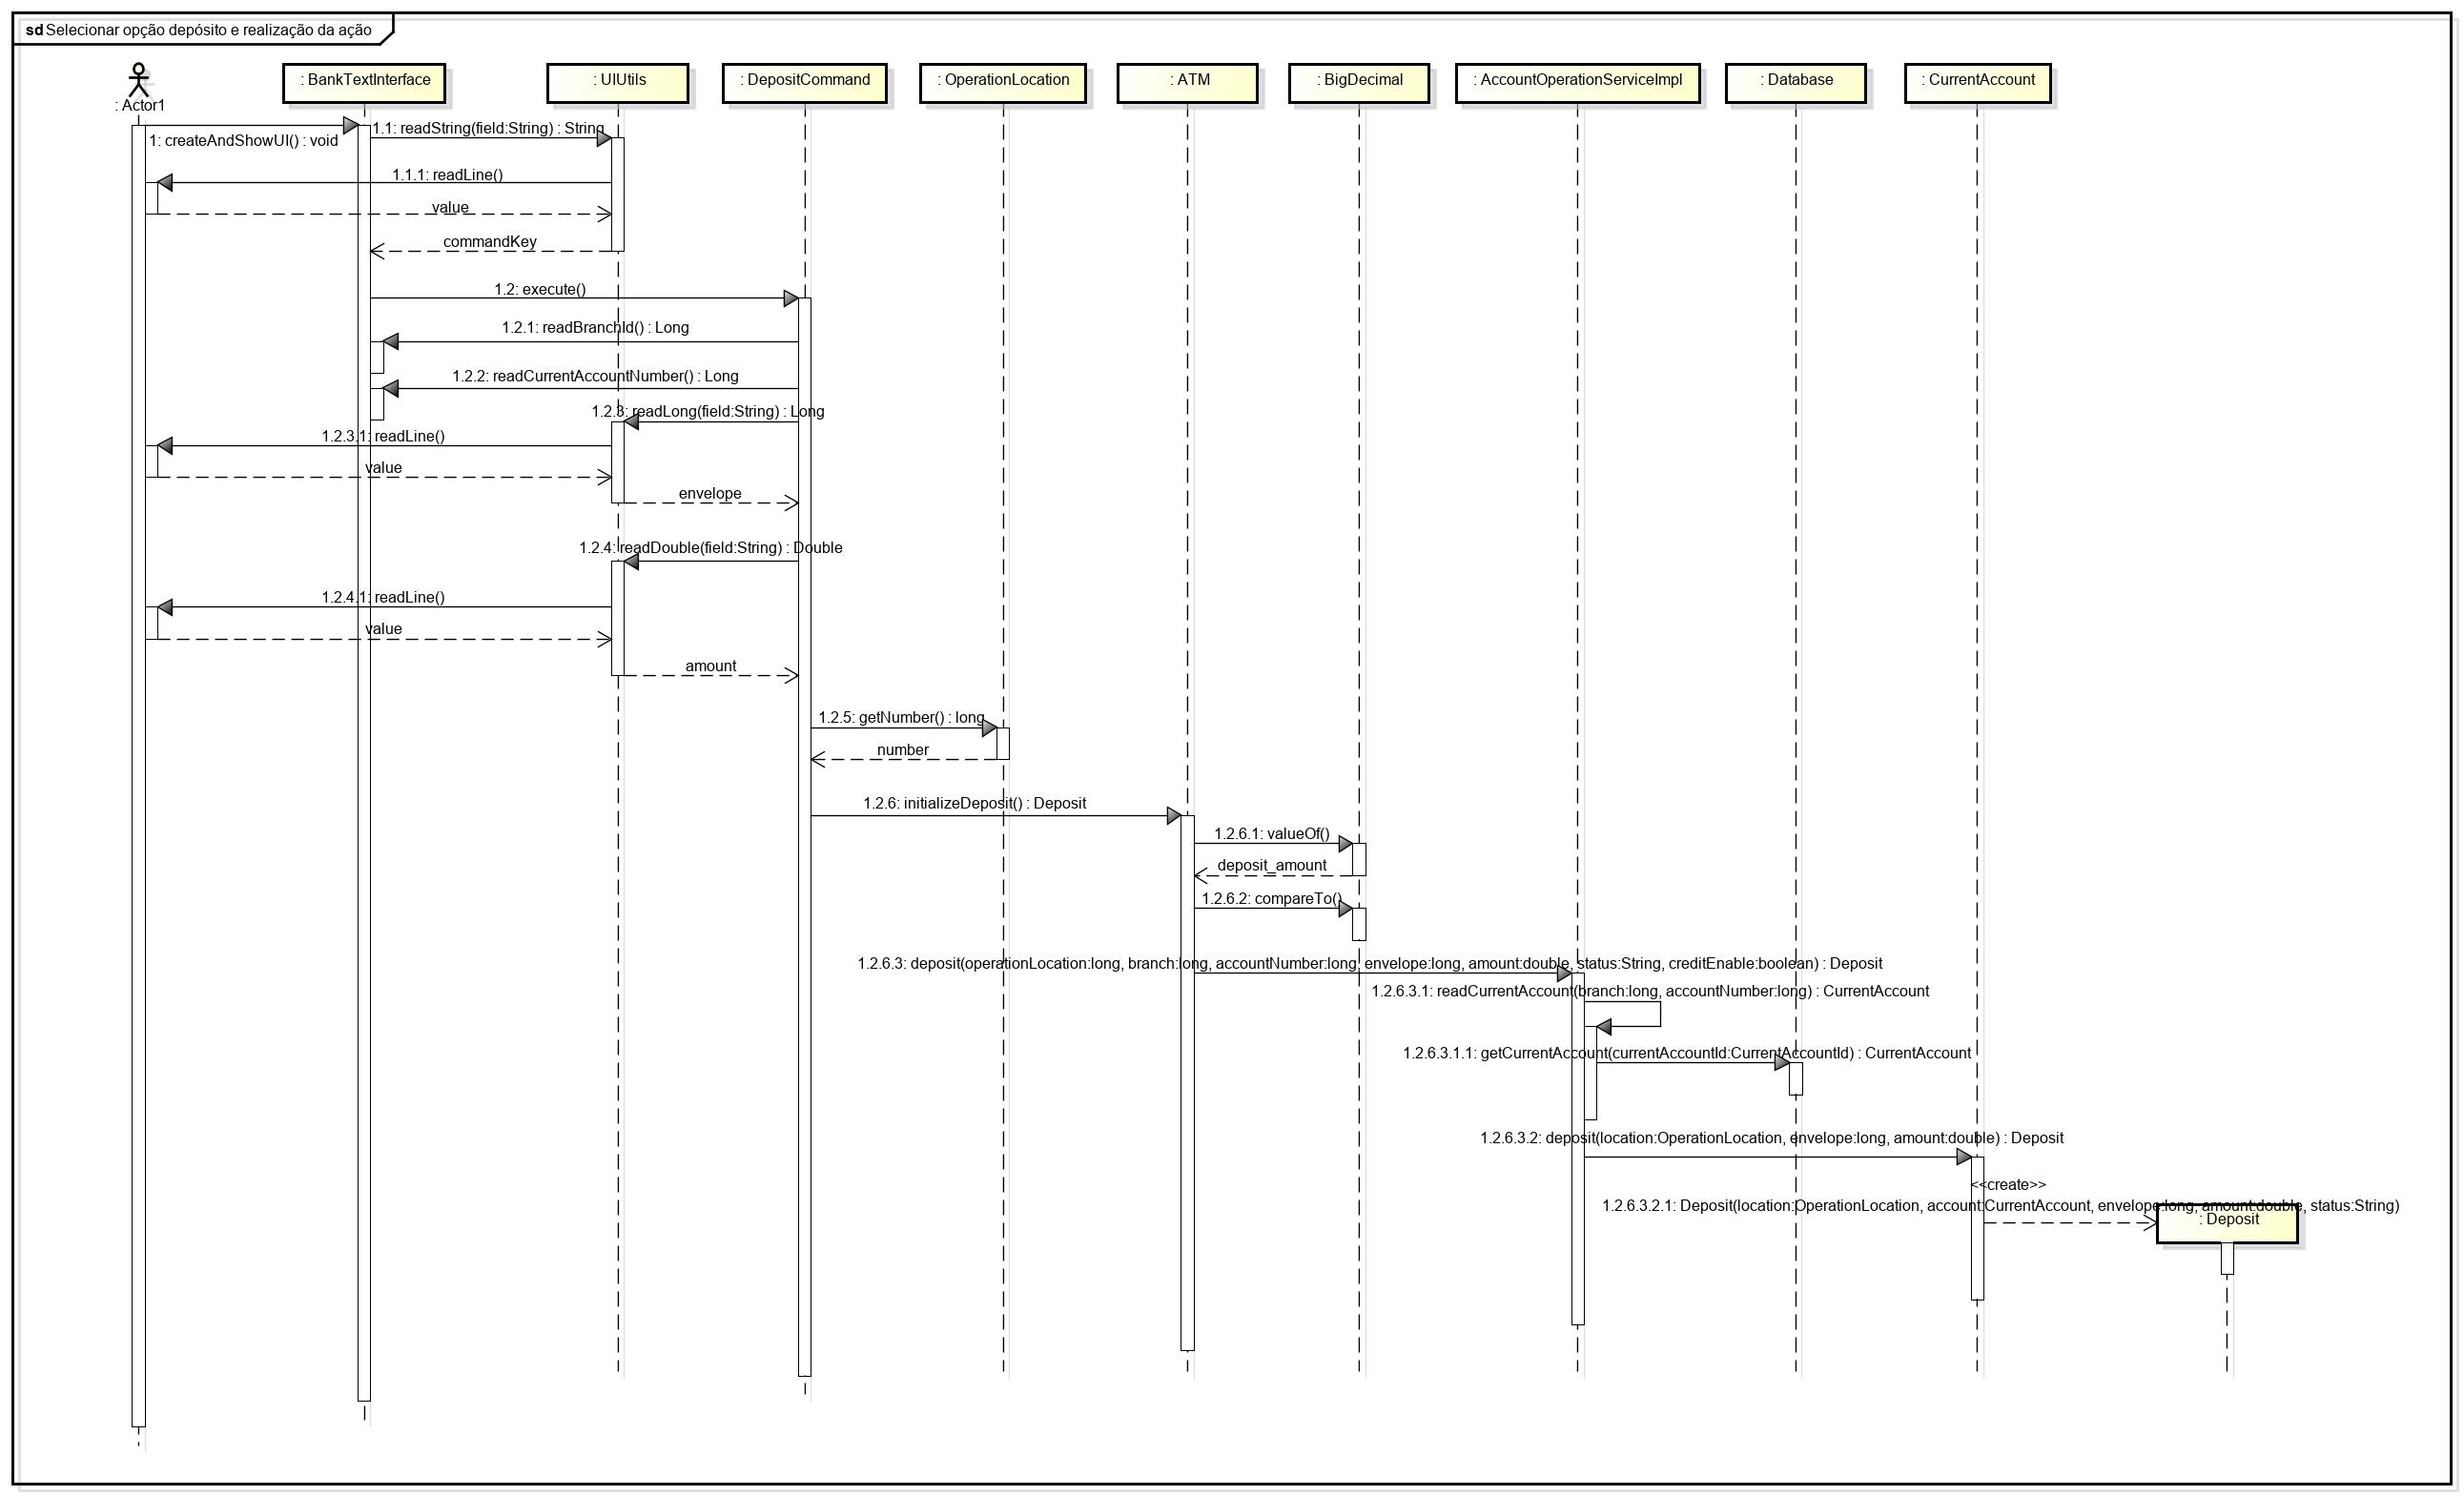 sd Selecionar opção depósito e realização da ação
: Actor1
: BankTextInterface
: UIUtils
: DepositCommand
: OperationLocation
: ATM
: BigDecimal
: AccountOperationServiceImpl
: Database
: CurrentAccount
1: createAndShowUI() : void
1.1: readString(field:String) : String
1.1.1: readLine()
value
commandKey
1.2: execute()
1.2.1: readBranchId() : Long
1.2.2: readCurrentAccountNumber() : Long
1.2.3: readLong(field:String) : Long
1.2.3.1: readLine()
value
envelope
1.2.4: readDouble(field:String) : Double
1.2.4.1: readLine()
value
amount
1.2.5: getNumber() : long
number
1.2.6: initializeDeposit() : Deposit
1.2.6.1: valueOf()
deposit_amount
1.2.6.2: compareTo()
1.2.6.3: deposit(operationLocation:long, branch:long, accountNumber:long, envelope:long, amount:double, status:String, creditEnable:boolean) : Deposit
1.2.6.3.1: readCurrentAccount(branch:long, accountNumber:long) : CurrentAccount
1.2.6.3.1.1: getCurrentAccount(currentAccountId:CurrentAccountId) : CurrentAccount
1.2.6.3.2: deposit(location:OperationLocation, envelope:long, amount:double) : Deposit
<<create>>
1.2.6.3.2.1: Deposit(location:OperationLocation, account:CurrentAccount, envelope:long, amount:double, status:String)
: Deposit